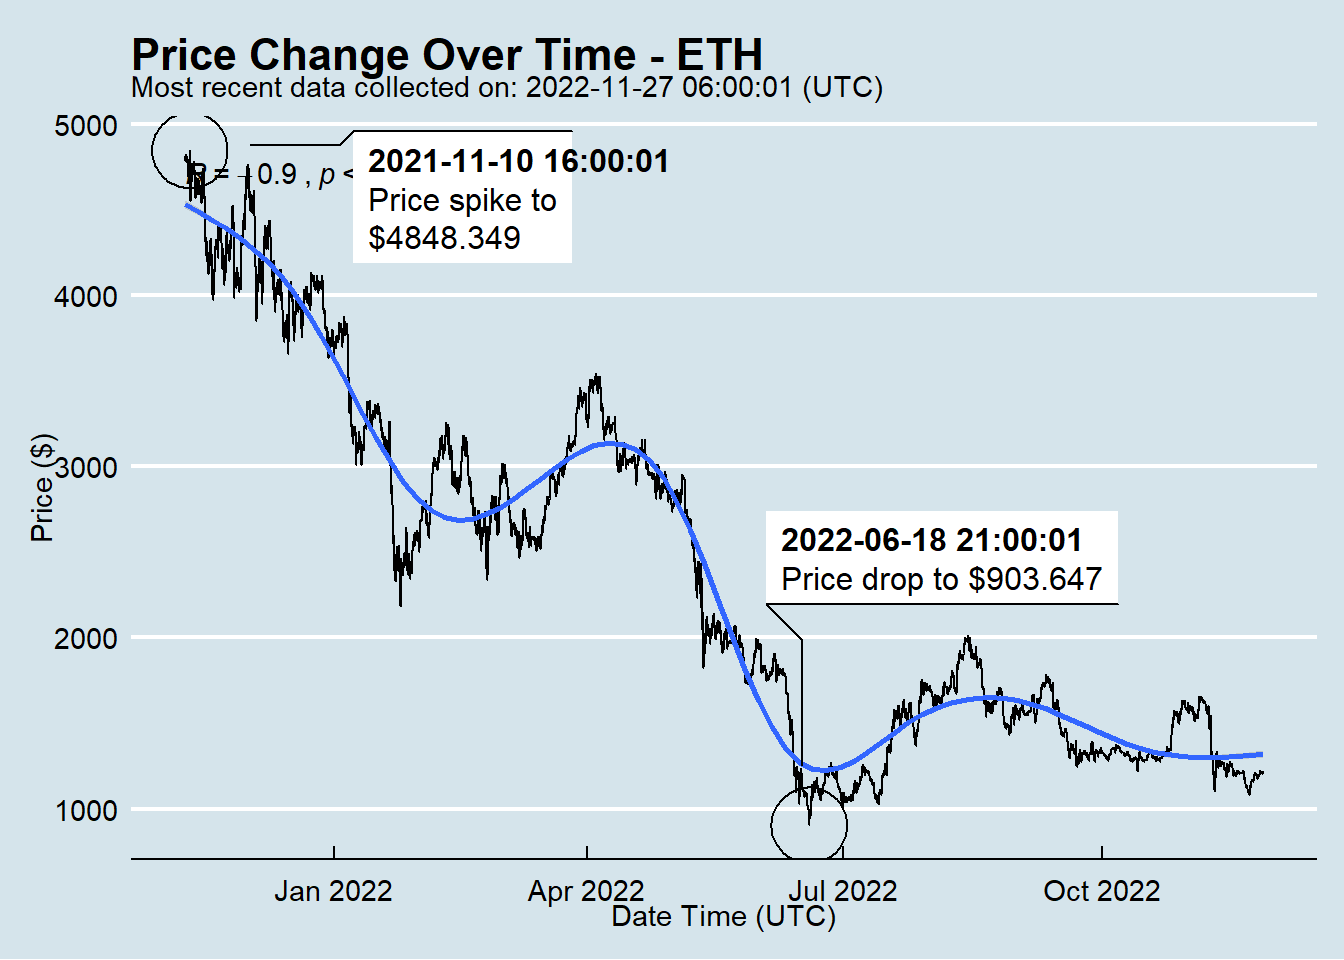 Price Change Over Time - ETH
Most recent data collected on: 2022-11-27 06:00:01 (UTC)
5000
4000
3000
2000
1000
Price ($)
R = −0.9 , p <
2021-11-10 16:00:01
Price spike to
$4848.349
2022-06-18 21:00:01
Price drop to $903.647
Jan 2022
Apr 2022
Jul 2022
Oct 2022
Date Time (UTC)